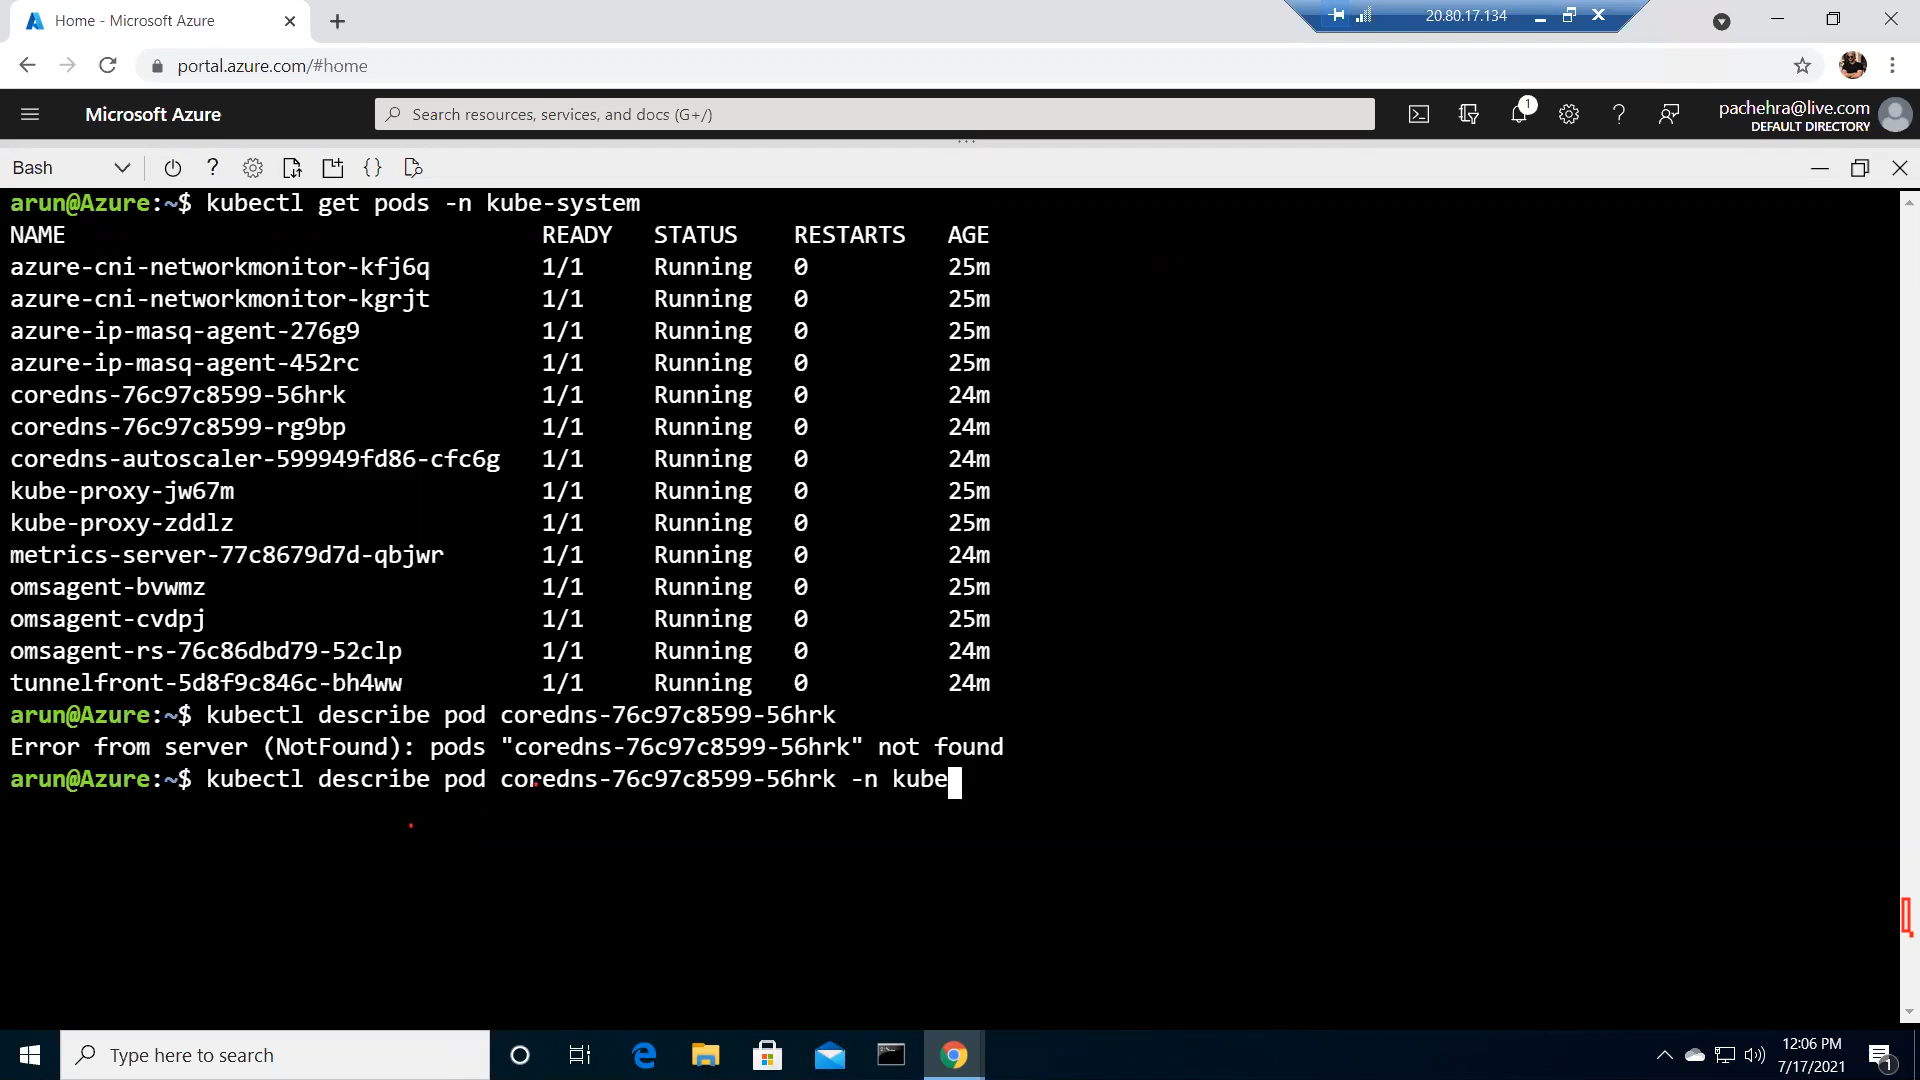 Home - Microsoft Azure
20.80.17.134
portal.azure.com/#home
Microsoft Azure
Search resources, services, and docs (G+/)
1
pachehra@live.com
DEFAULT DIRECTORY
Bash
arun@Azure:~$ kubectl get pods -n kube-system
NAME READY STATUS RESTARTS AGE
azure-cni-networkmonitor-kfj6q 1/1 Running 0 25m
azure-cni-networkmonitor-kgrjt 1/1 Running 0 25m
azure-ip-masq-agent-276g9 1/1 Running 0 25m
azure-ip-masq-agent-452rc 1/1 Running 0 25m
coredns-76c97c8599-56hrk 1/1 Running 0 24m
coredns-76c97c8599-rg9bp 1/1 Running 0 24m
coredns-autoscaler-599949fd86-cfc6g 1/1 Running 0 24m
kube-proxy-jw67m 1/1 Running 0 25m
kube-proxy-zddlz 1/1 Running 0 25m
metrics-server-77c8679d7d-qbjwr 1/1 Running 0 24m
omsagent-bvwmz 1/1 Running 0 25m
omsagent-cvdpj 1/1 Running 0 25m
omsagent-rs-76c86dbd79-52clp 1/1 Running 0 24m
tunnelfront-5d8f9c846c-bh4ww 1/1 Running 0 24m
arun@Azure:~$ kubectl describe pod coredns-76c97c8599-56hrk
Error from server (NotFound): pods "coredns-76c97c8599-56hrk" not found
arun@Azure:~$ kubectl describe pod coredns-76c97c8599-56hrk -n kube
Type here to search
12:06 PM
7/17/2021
1